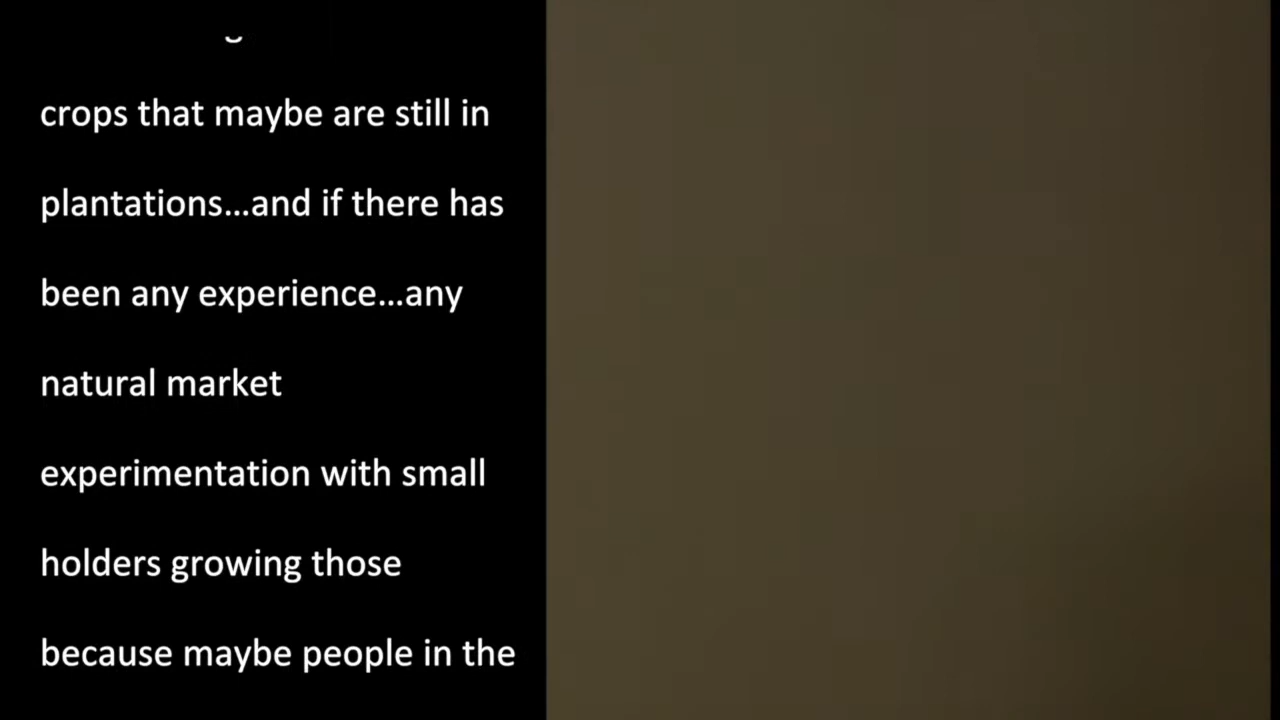 crops that maybe are still in
plantations...and if there has
been any experience...any
natural market
experimentation with small
holders growing those
because maybe people in the